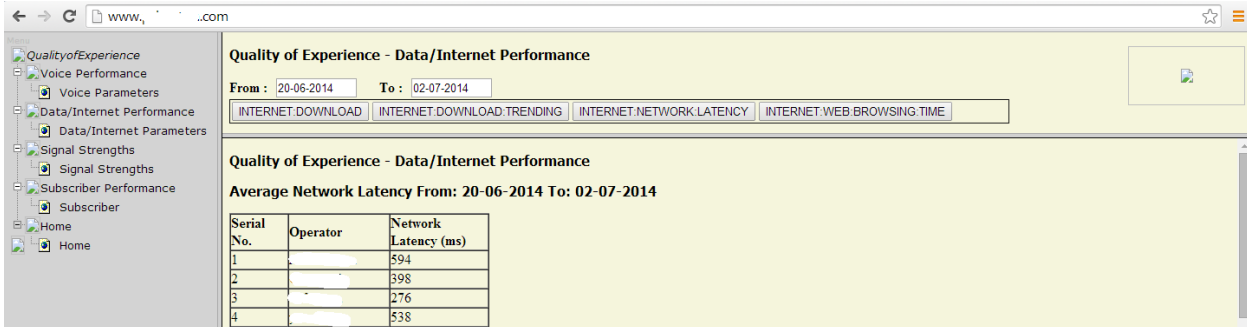 www. .com
Menu
QualityofExperience
Voice Performance
Voice Parameters
Data/Internet Performance
Data/Internet Parameters
Signal Strengths
Signal Strengths
Subscriber Performance
Subscriber
Home
Home
Quality of Experience - Data/Internet Performance
From : 20-06-2014 To : 02-07-2014
INTERNET:DOWNLOAD INTERNET:DOWNLOAD:TRENDING INTERNET:NETWORK:LATENCY INTERNET:WEB:BROWSING:TIME
Quality of Experience - Data/Internet Performance
Average Network Latency From: 20-06-2014 To: 02-07-2014
Serial No. Operator Network Latency (ms)
1 594
2 398
3 276
4 538